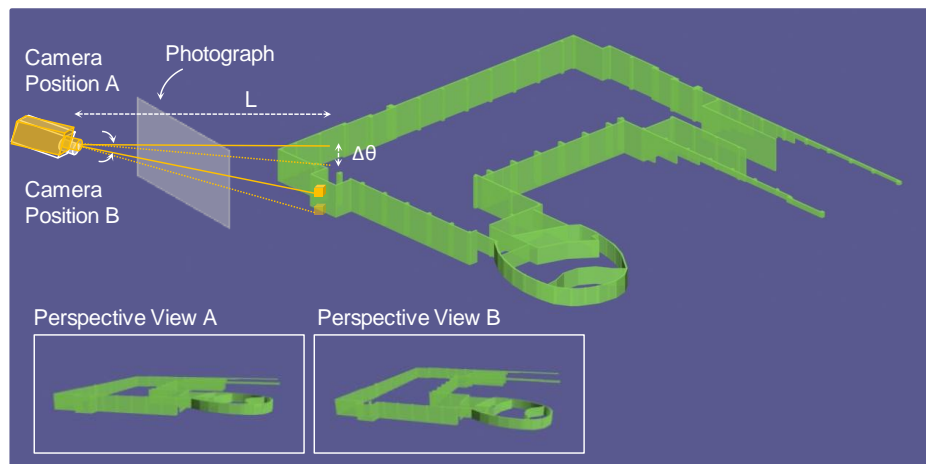 Camera
Position A
Photograph
L
Δθ
Camera
Position B
Perspective View A
Perspective View B